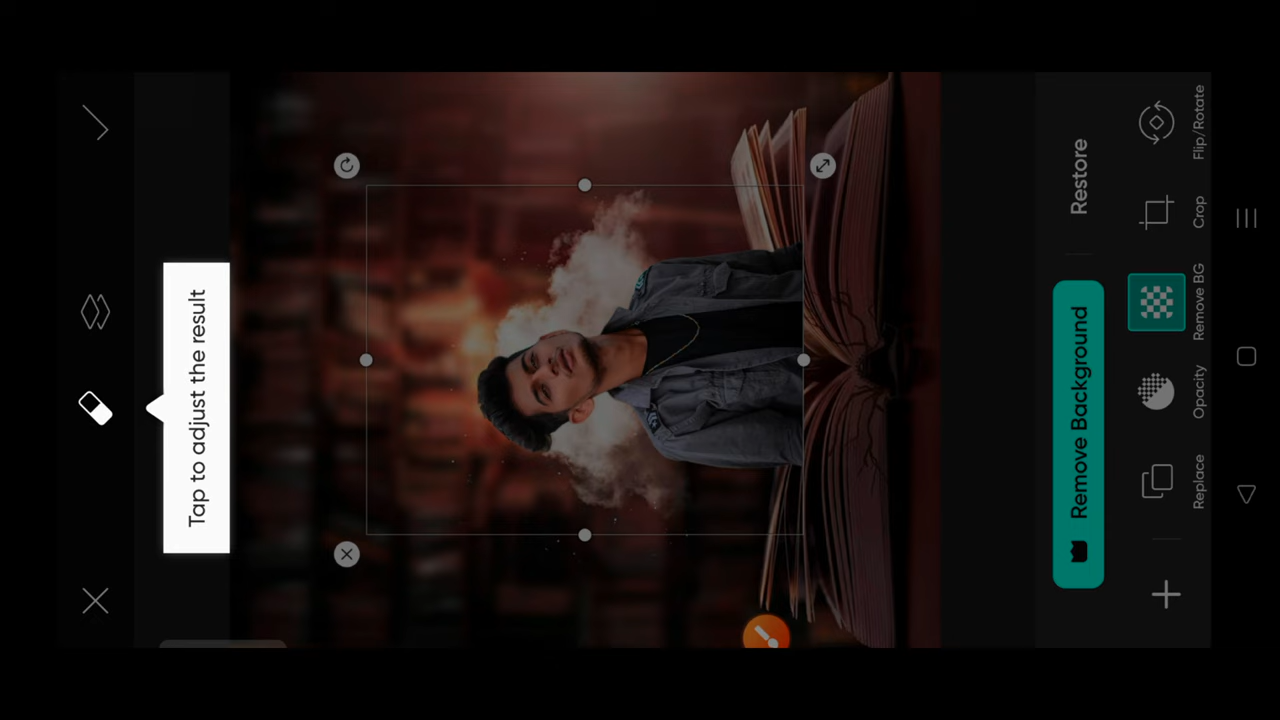 Tap to adjust the result
Restore
Remove Background
Replace
Opacity
Remove BG
Crop
Flip/Rotate